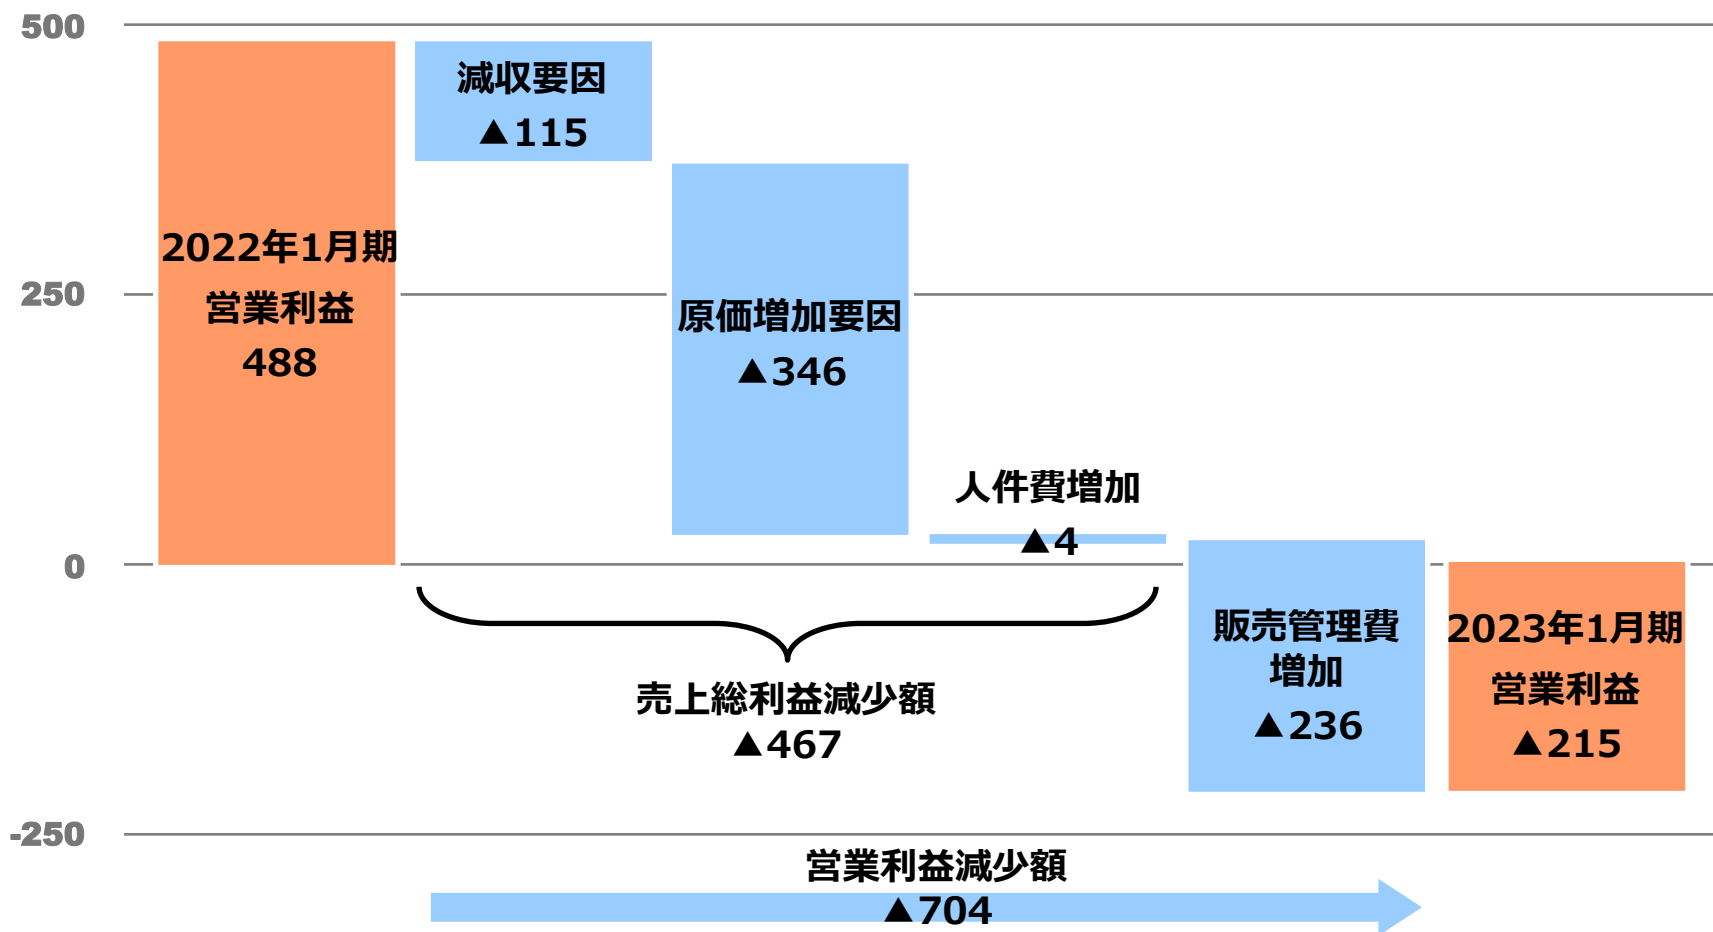 500
250
0
-250
2022年1月期
営業利益
488
減収要因
▲115
原価増加要因
▲346
人件費増加
▲4
売上総利益減少額
▲467
販売管理費
増加
▲236
2023年1月期
営業利益
▲215
営業利益減少額
▲704